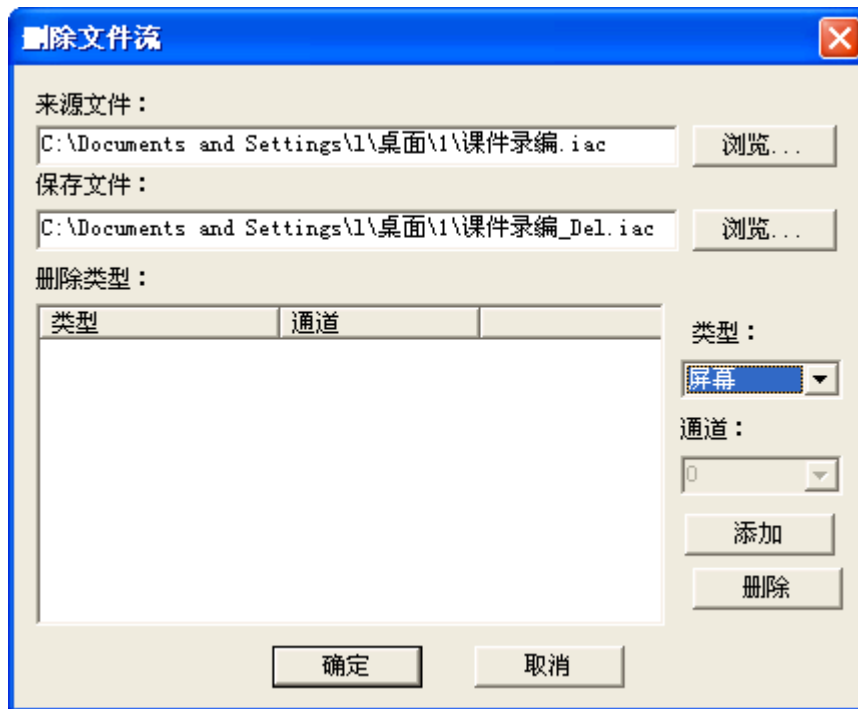 删除文件流
来源文件：
C:\Documents and Settings\l\桌面\1\课件录编.iac
浏览...
保存文件：
C:\Documents and Settings\l\桌面\1\课件录编_Del.iac
浏览...
删除类型：
类型 通道
类型：
屏幕
通道：
0
添加
删除
确定 取消